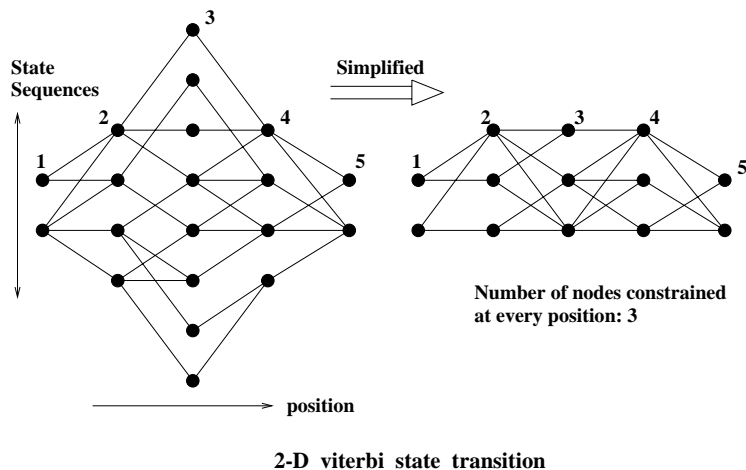 3
State
Sequences
Simplified
2
4
2
3
4
1
5
1
5
Number of nodes constrained
at every position: 3
position
2-D viterbi state transition